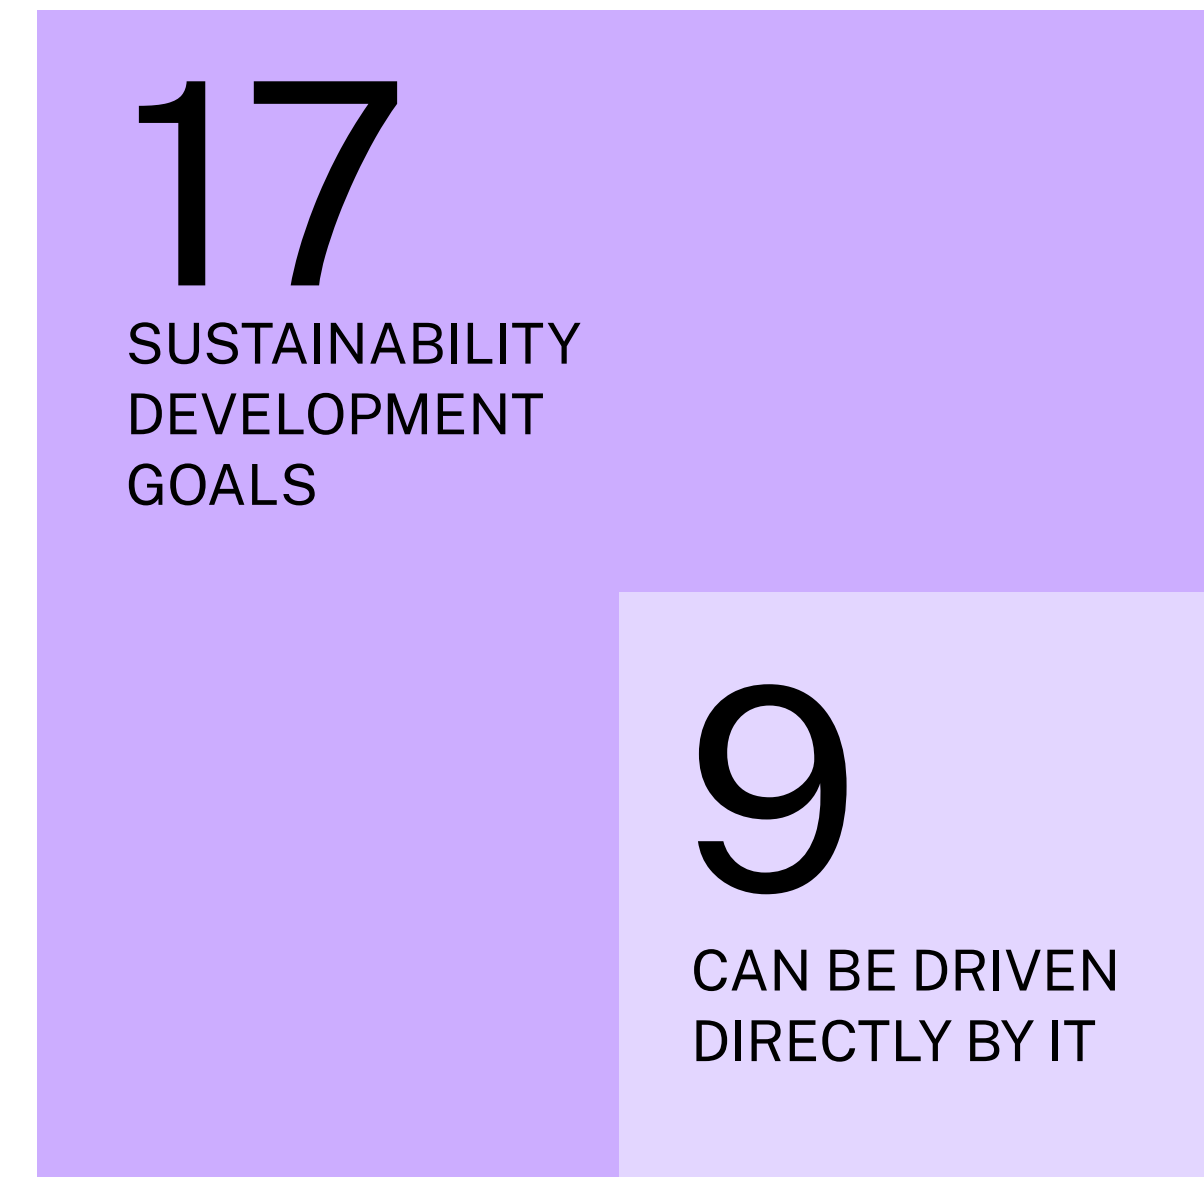 17
SUSTAINABILITY
DEVELOPMENT
GOALS
9
CAN BE DRIVEN
DIRECTLY BY IT